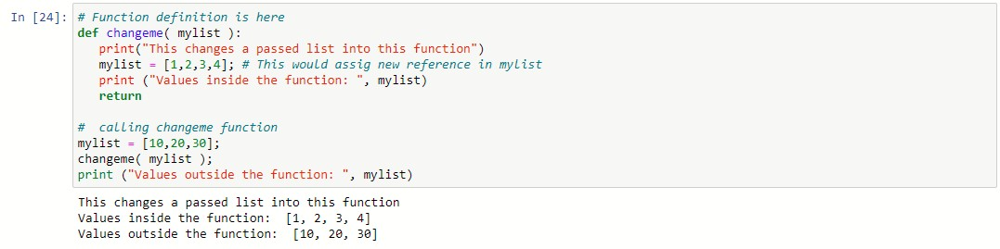 In [24]: # Function definition is here
def changeme( mylist ):
   print("This changes a passed list into this function")
   mylist = [1,2,3,4]; # This would assig new reference in mylist
   print ("Values inside the function: ", mylist)
   return

#  calling changeme function
mylist = [10,20,30];
changeme( mylist );
print ("Values outside the function: ", mylist)
This changes a passed list into this function
Values inside the function:  [1, 2, 3, 4]
Values outside the function:  [10, 20, 30]